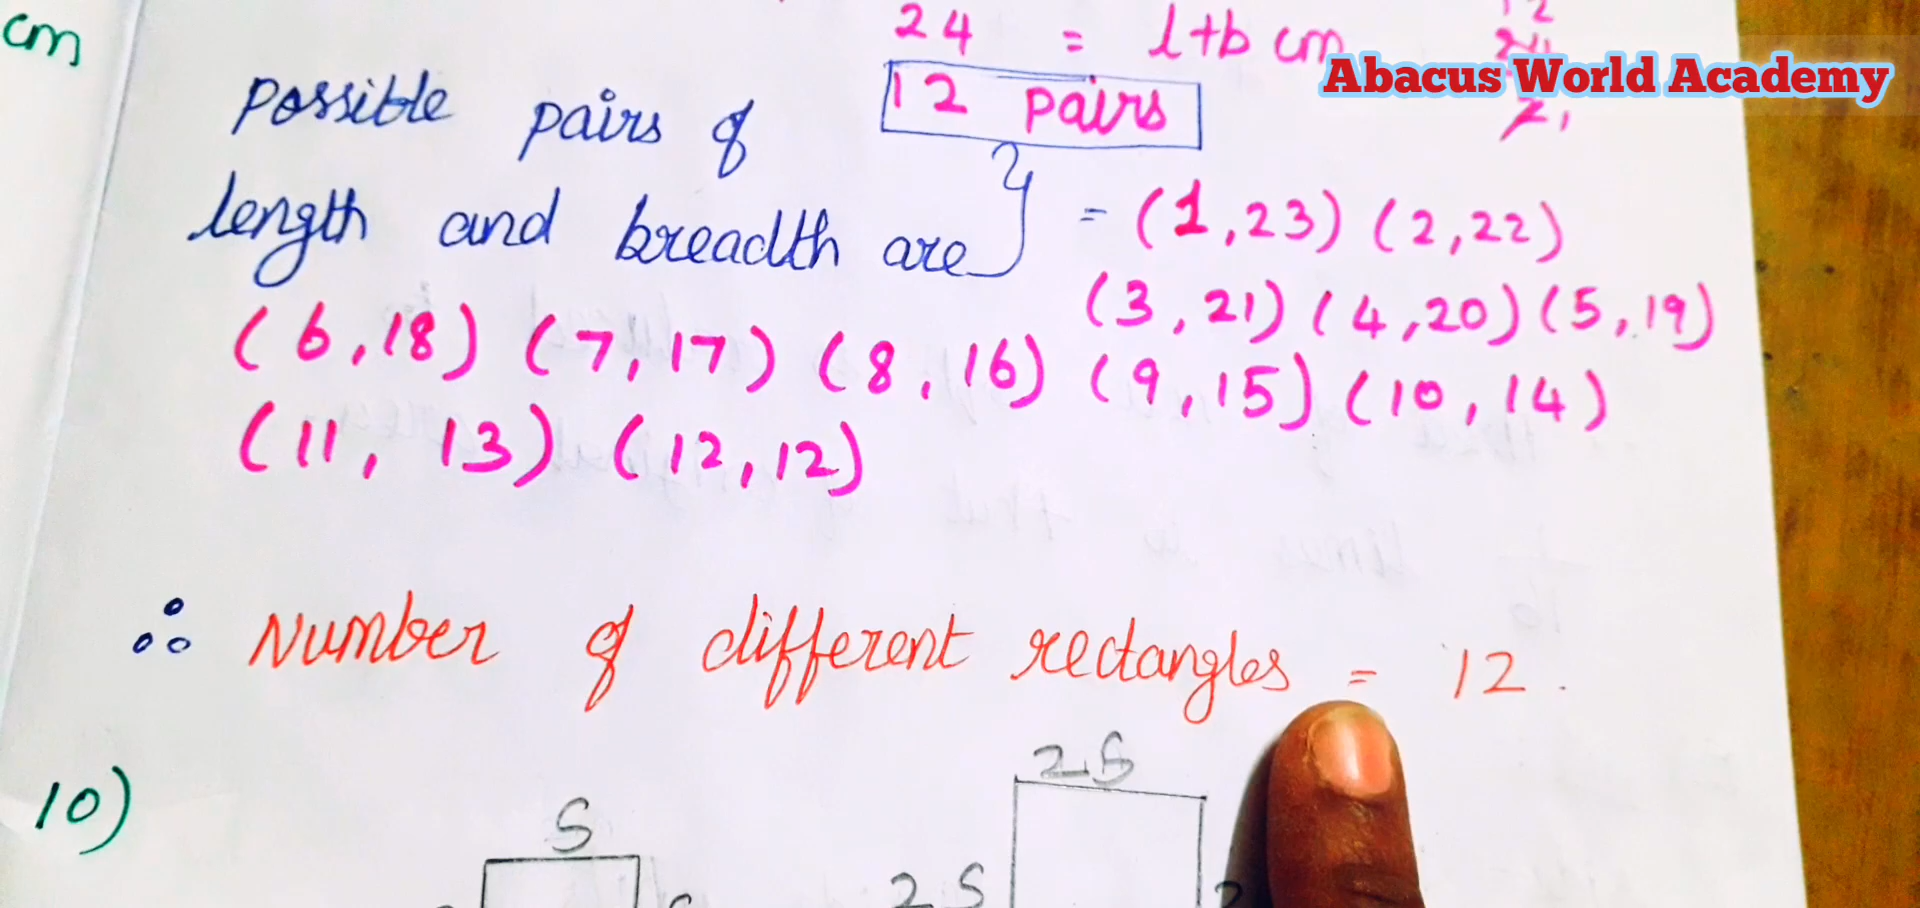 cm
24 = l+b cm
12
Abacus World Academy
12 pairs
possible pairs of
length and breadth are } = (1,23) (2,22)
(3,21) (4,20) (5,19)
(6,18) (7,17) (8,16) (9,15) (10,14)
(11, 13) (12,12)
∴ Number of different rectangles = 12.
10)
S
2S
2S